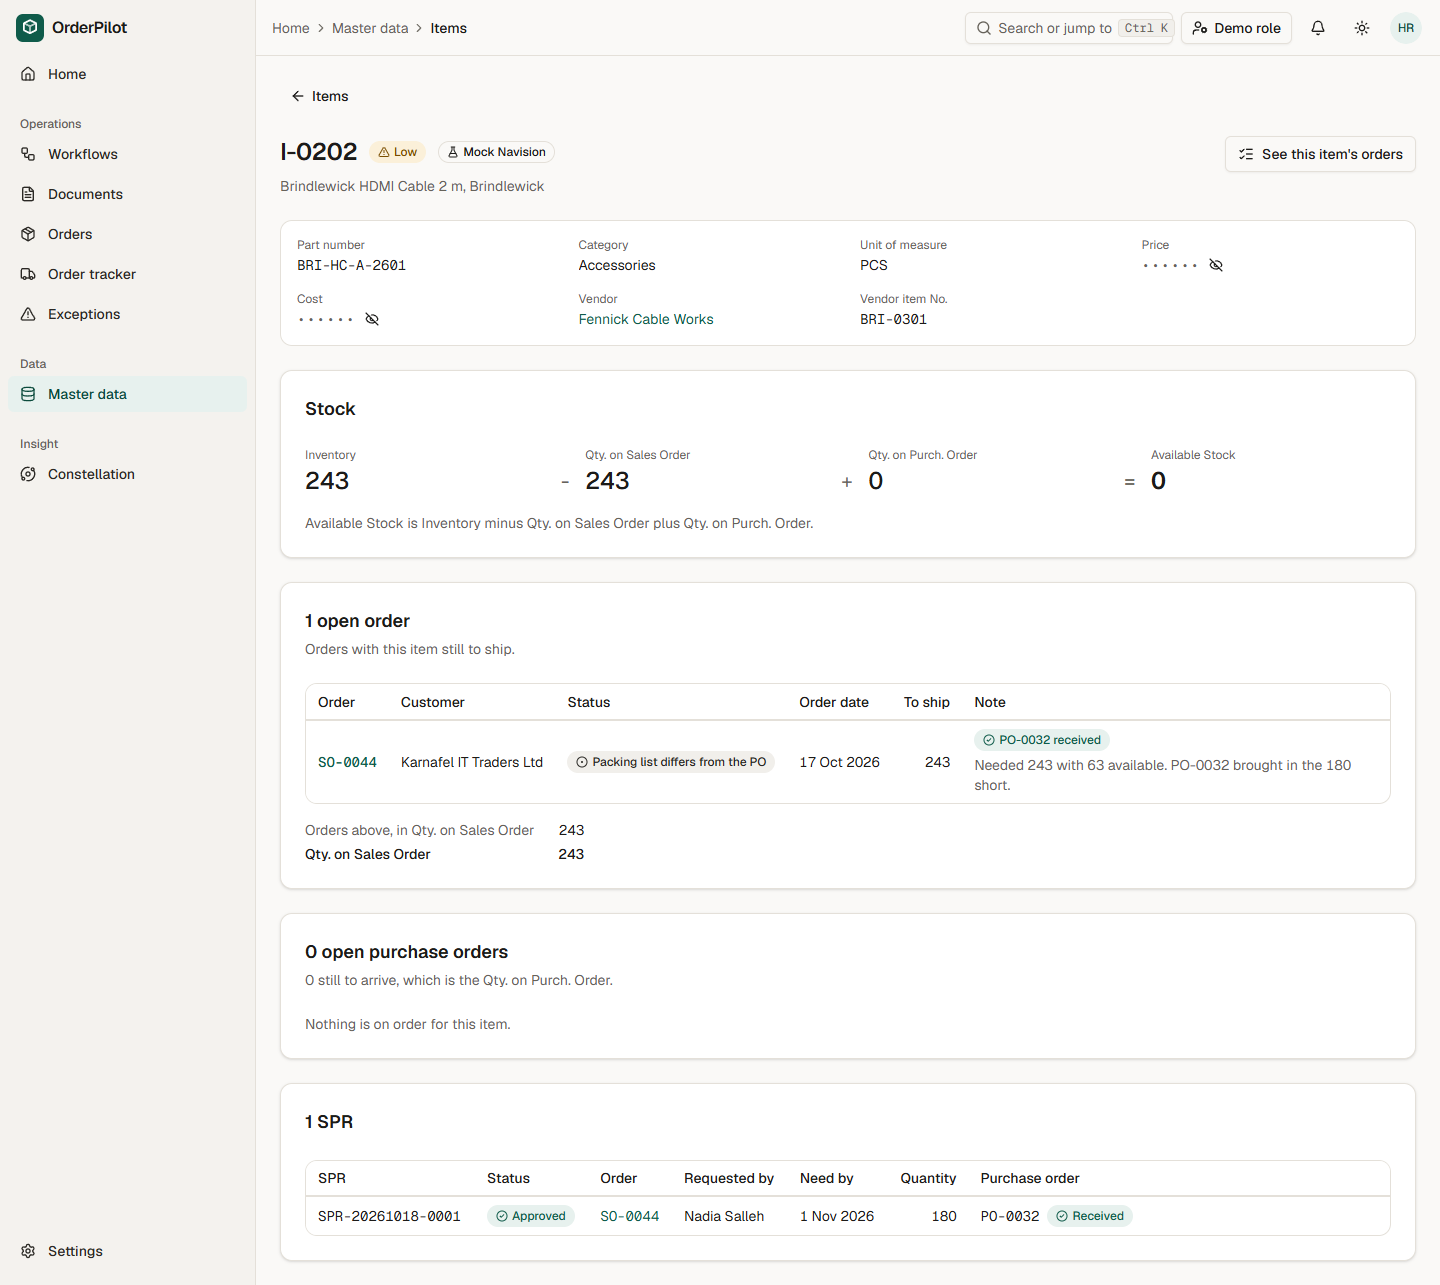 OrderPilot
Home
Operations
Workflows
Documents
Orders
Order tracker
Exceptions
Data
Master data
Insight
Constellation
Settings
Home > Master data > Items
Search or jump to Ctrl K
Demo role
HR
Items
I-0202 Low Mock Navision
See this item's orders
Brindlewick HDMI Cable 2 m, Brindlewick
Part number Category Unit of measure Price
BRI-HC-A-2601 Accessories PCS ••••••
Cost Vendor Vendor item No.
•••••• Fennick Cable Works BRI-0301
Stock
Inventory Qty. on Sales Order Qty. on Purch. Order Available Stock
243 - 243 + 0 = 0
Available Stock is Inventory minus Qty. on Sales Order plus Qty. on Purch. Order.
1 open order
Orders with this item still to ship.
Order Customer Status Order date To ship Note
SO-0044 Karnafel IT Traders Ltd Packing list differs from the PO 17 Oct 2026 243 PO-0032 received
Needed 243 with 63 available. PO-0032 brought in the 180
short.
Orders above, in Qty. on Sales Order 243
Qty. on Sales Order 243
0 open purchase orders
0 still to arrive, which is the Qty. on Purch. Order.
Nothing is on order for this item.
1 SPR
SPR Status Order Requested by Need by Quantity Purchase order
SPR-20261018-0001 Approved SO-0044 Nadia Salleh 1 Nov 2026 180 PO-0032 Received